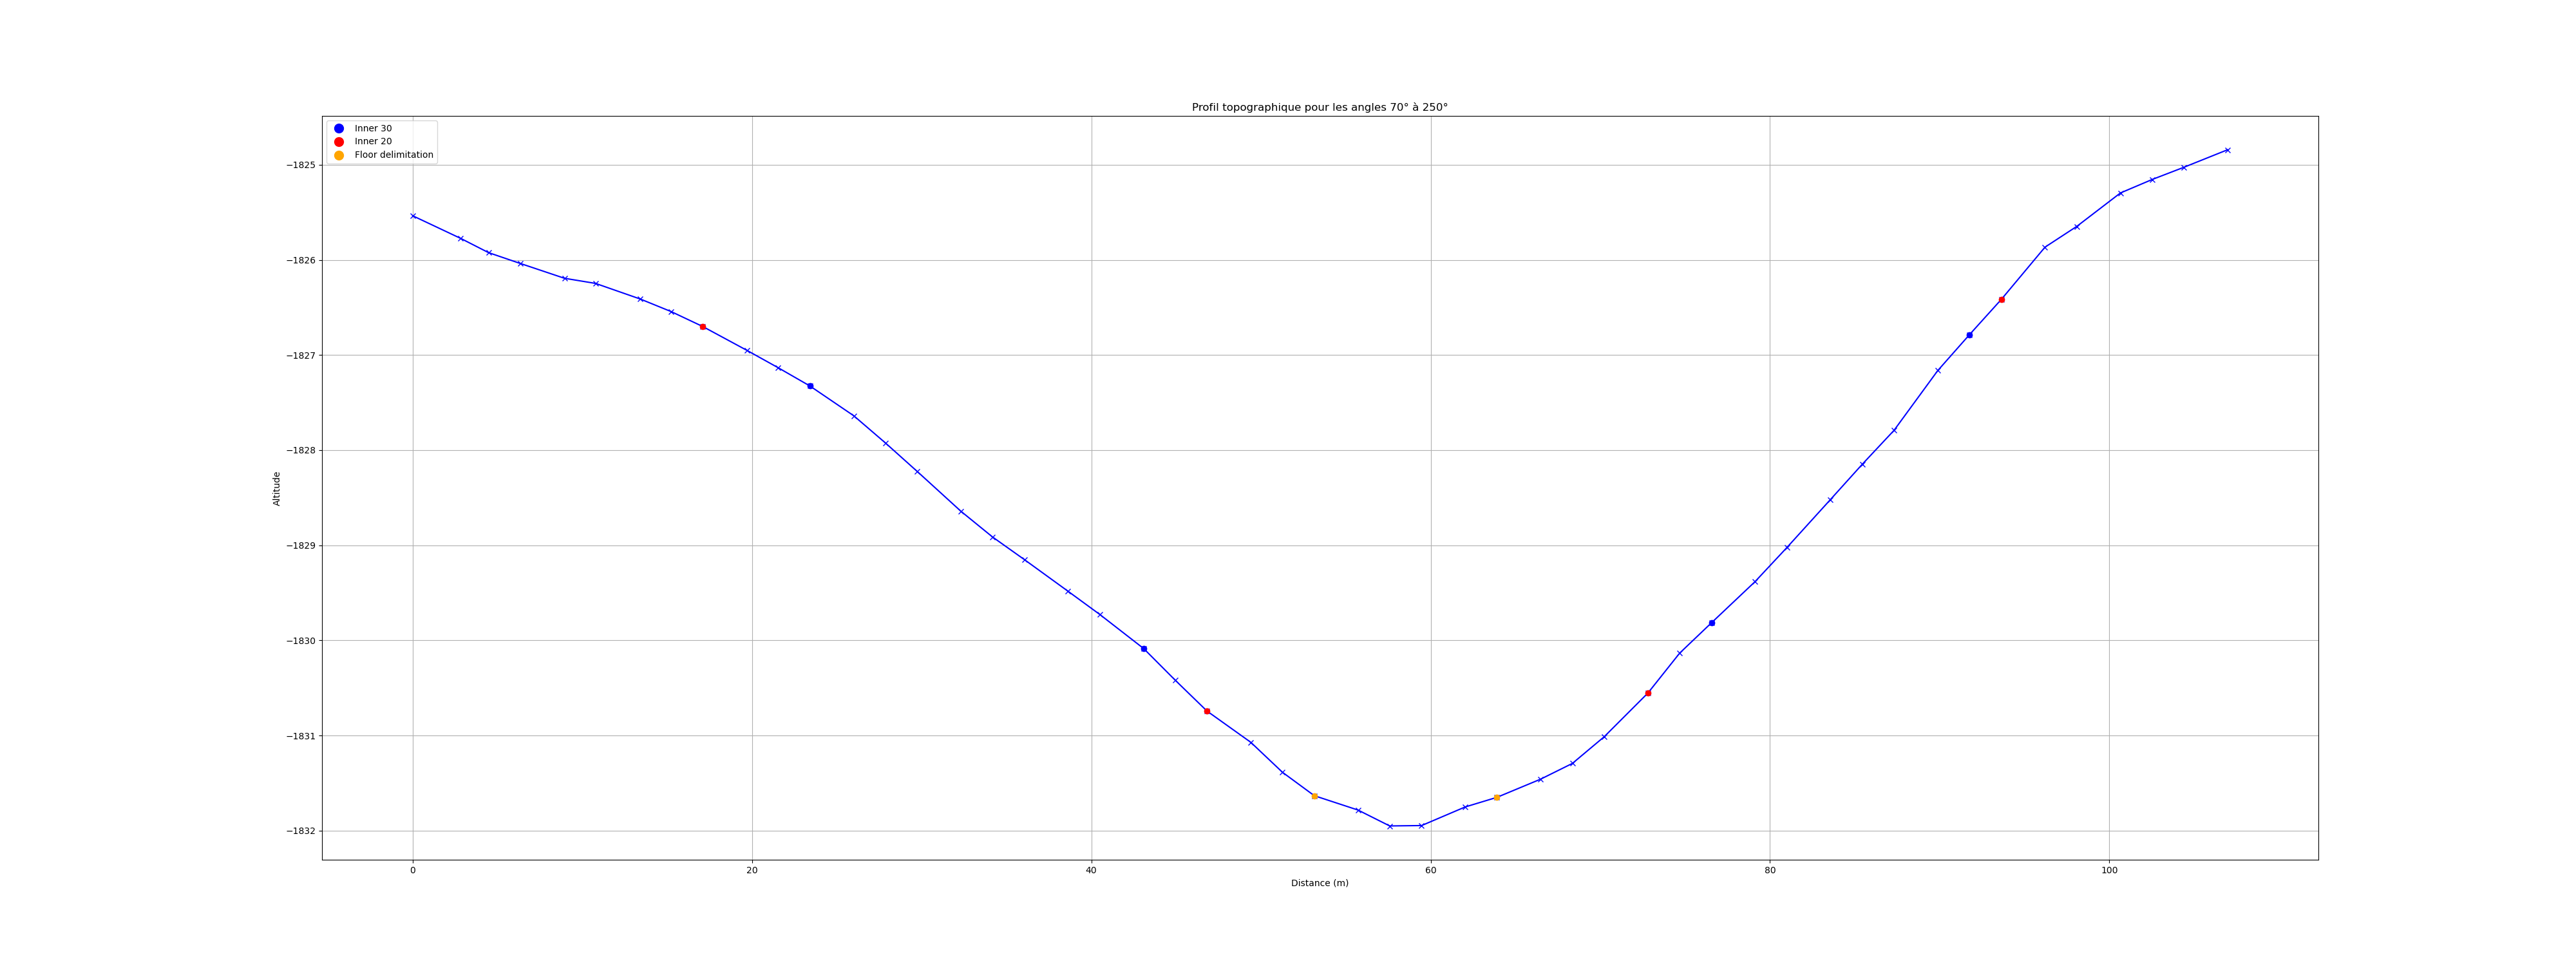 Profil topographique pour les angles 70° à 250°
Inner 30
Inner 20
Floor delimitation
−1825
−1826
−1827
−1828
−1829
−1830
−1831
−1832
Altitude
0 20 40 60 80 100
Distance (m)